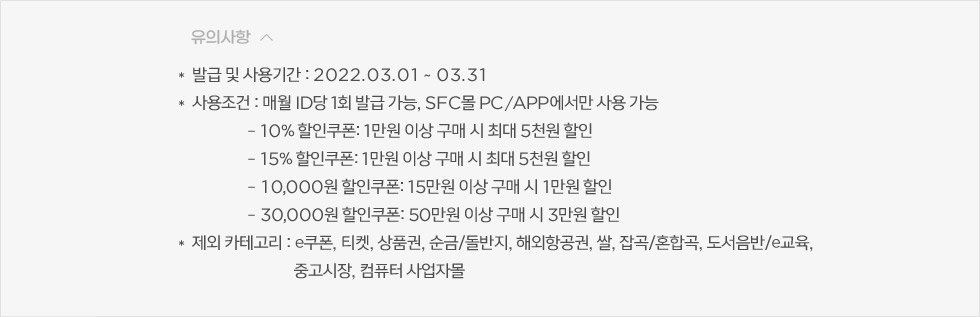 유의사항
* 발급 및 사용기간 : 2022.03.01 ~ 03.31
* 사용조건 : 매월 ID당 1회 발급 가능, SFC몰 PC/APP에서만 사용 가능
- 10% 할인쿠폰: 1만원 이상 구매 시 최대 5천원 할인
- 15% 할인쿠폰: 1만원 이상 구매 시 최대 5천원 할인
- 10,000원 할인쿠폰: 15만원 이상 구매 시 1만원 할인
- 30,000원 할인쿠폰: 50만원 이상 구매 시 3만원 할인
* 제외 카테고리 : e쿠폰, 티켓, 상품권, 순금/돌반지, 해외항공권, 쌀, 잡곡/혼합곡, 도서음반/e교육,
중고시장, 컴퓨터 사업자몰